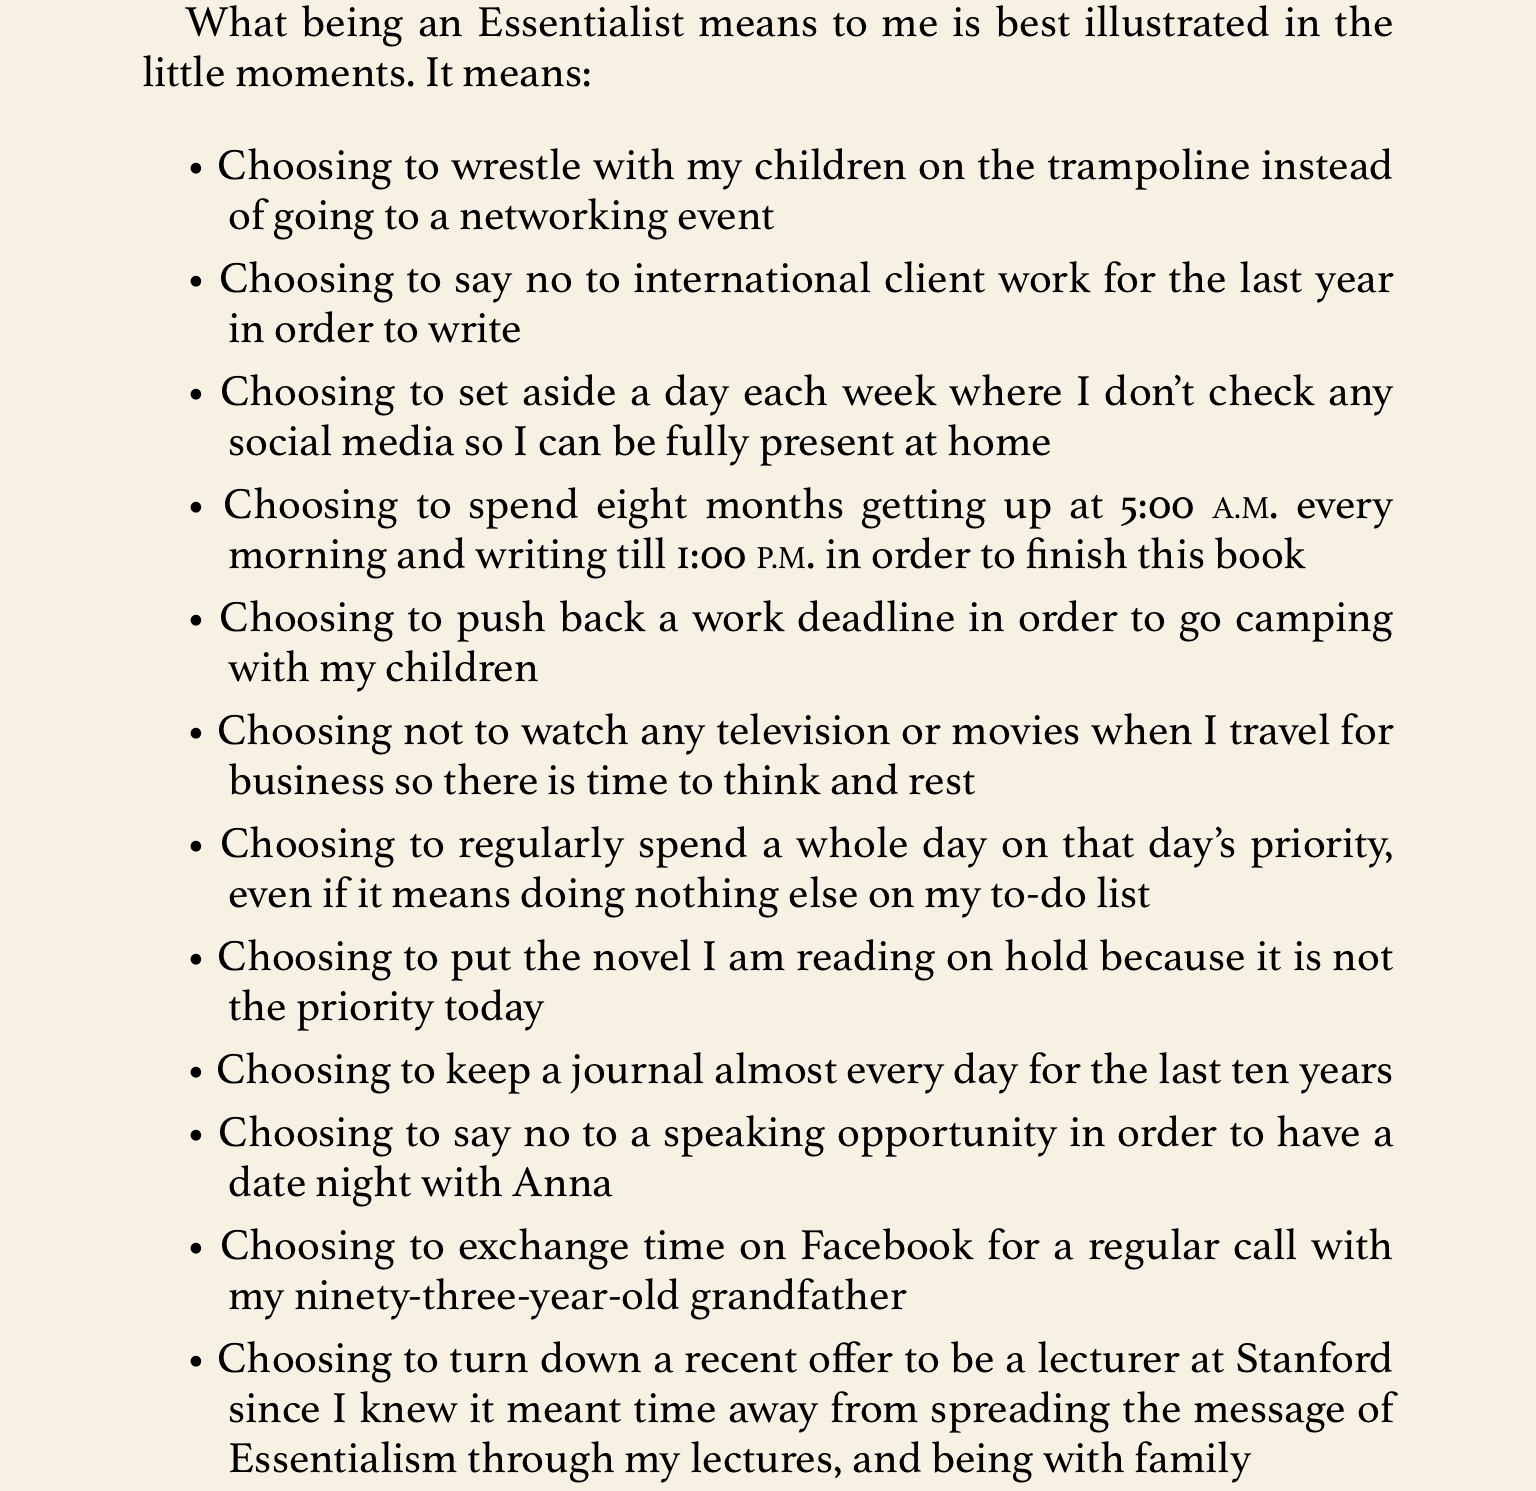 What being an Essentialist means to me is best illustrated in the
little moments. It means:
• Choosing to wrestle with my children on the trampoline instead
of going to a networking event
• Choosing to say no to international client work for the last year
in order to write
• Choosing to set aside a day each week where I don’t check any
social media so I can be fully present at home
• Choosing to spend eight months getting up at 5:00 A.M. every
morning and writing till 1:00 P.M. in order to finish this book
• Choosing to push back a work deadline in order to go camping
with my children
• Choosing not to watch any television or movies when I travel for
business so there is time to think and rest
• Choosing to regularly spend a whole day on that day’s priority,
even if it means doing nothing else on my to-do list
• Choosing to put the novel I am reading on hold because it is not
the priority today
• Choosing to keep a journal almost every day for the last ten years
• Choosing to say no to a speaking opportunity in order to have a
date night with Anna
• Choosing to exchange time on Facebook for a regular call with
my ninety-three-year-old grandfather
• Choosing to turn down a recent offer to be a lecturer at Stanford
since I knew it meant time away from spreading the message of
Essentialism through my lectures, and being with family